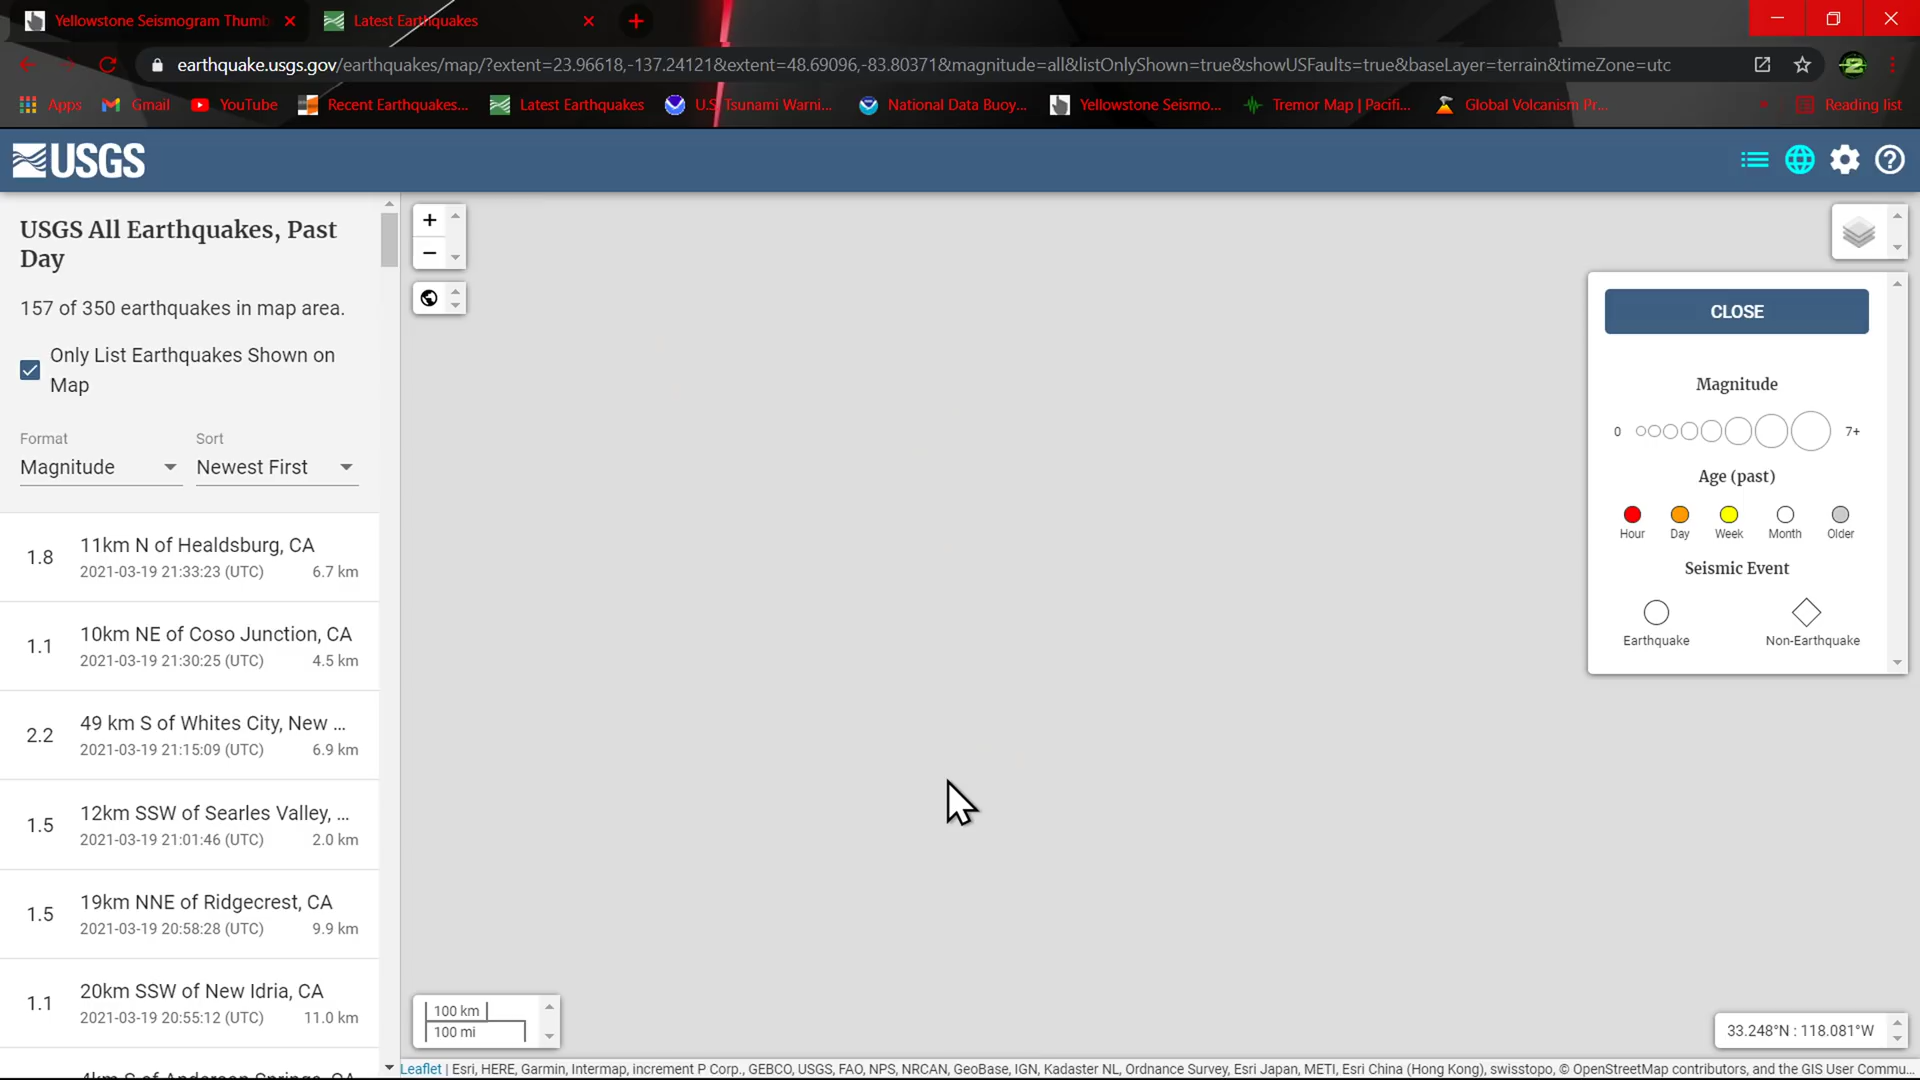 Yellowstone Seismogram Thumb
Latest Earthquakes
earthquake.usgs.gov/earthquakes/map/?extent=23.96618,-137.24121&extent=48.69096,-83.80371&magnitude=all&listOnlyShown=true&showUSFaults=true&baseLayer=terrain&timeZone=utc
Apps
Gmail
YouTube
Recent Earthquakes...
Latest Earthquakes
U.S. Tsunami Warni...
National Data Buoy...
Yellowstone Seismo...
Tremor Map | Pacifi...
Global Volcanism Pr...
Reading list
USGS
USGS All Earthquakes, Past
Day
157 of 350 earthquakes in map area.
Only List Earthquakes Shown on
Map
Format
Sort
Magnitude
Newest First
1.8
11km N of Healdsburg, CA
2021-03-19 21:33:23 (UTC)
6.7 km
1.1
10km NE of Coso Junction, CA
2021-03-19 21:30:25 (UTC)
4.5 km
2.2
49 km S of Whites City, New ...
2021-03-19 21:15:09 (UTC)
6.9 km
1.5
12km SSW of Searles Valley, ...
2021-03-19 21:01:46 (UTC)
2.0 km
1.5
19km NNE of Ridgecrest, CA
2021-03-19 20:58:28 (UTC)
9.9 km
1.1
20km SSW of New Idria, CA
2021-03-19 20:55:12 (UTC)
11.0 km
4km S of Anderson Springs, CA
CLOSE
Magnitude
0
7+
Age (past)
Hour
Day
Week
Month
Older
Seismic Event
Earthquake
Non-Earthquake
100 km
100 mi
33.248°N : 118.081°W
Leaflet | Esri, HERE, Garmin, Intermap, increment P Corp., GEBCO, USGS, FAO, NPS, NRCAN, GeoBase, IGN, Kadaster NL, Ordnance Survey, Esri Japan, METI, Esri China (Hong Kong), swisstopo, © OpenStreetMap contributors, and the GIS User Commu...